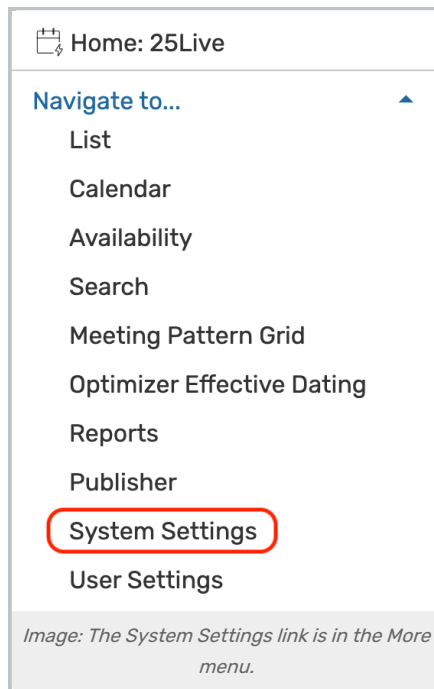 Home: 25Live
Navigate to...
List
Calendar
Availability
Search
Meeting Pattern Grid
Optimizer Effective Dating
Reports
Publisher
System Settings
User Settings
Image: The System Settings link is in the More
menu.